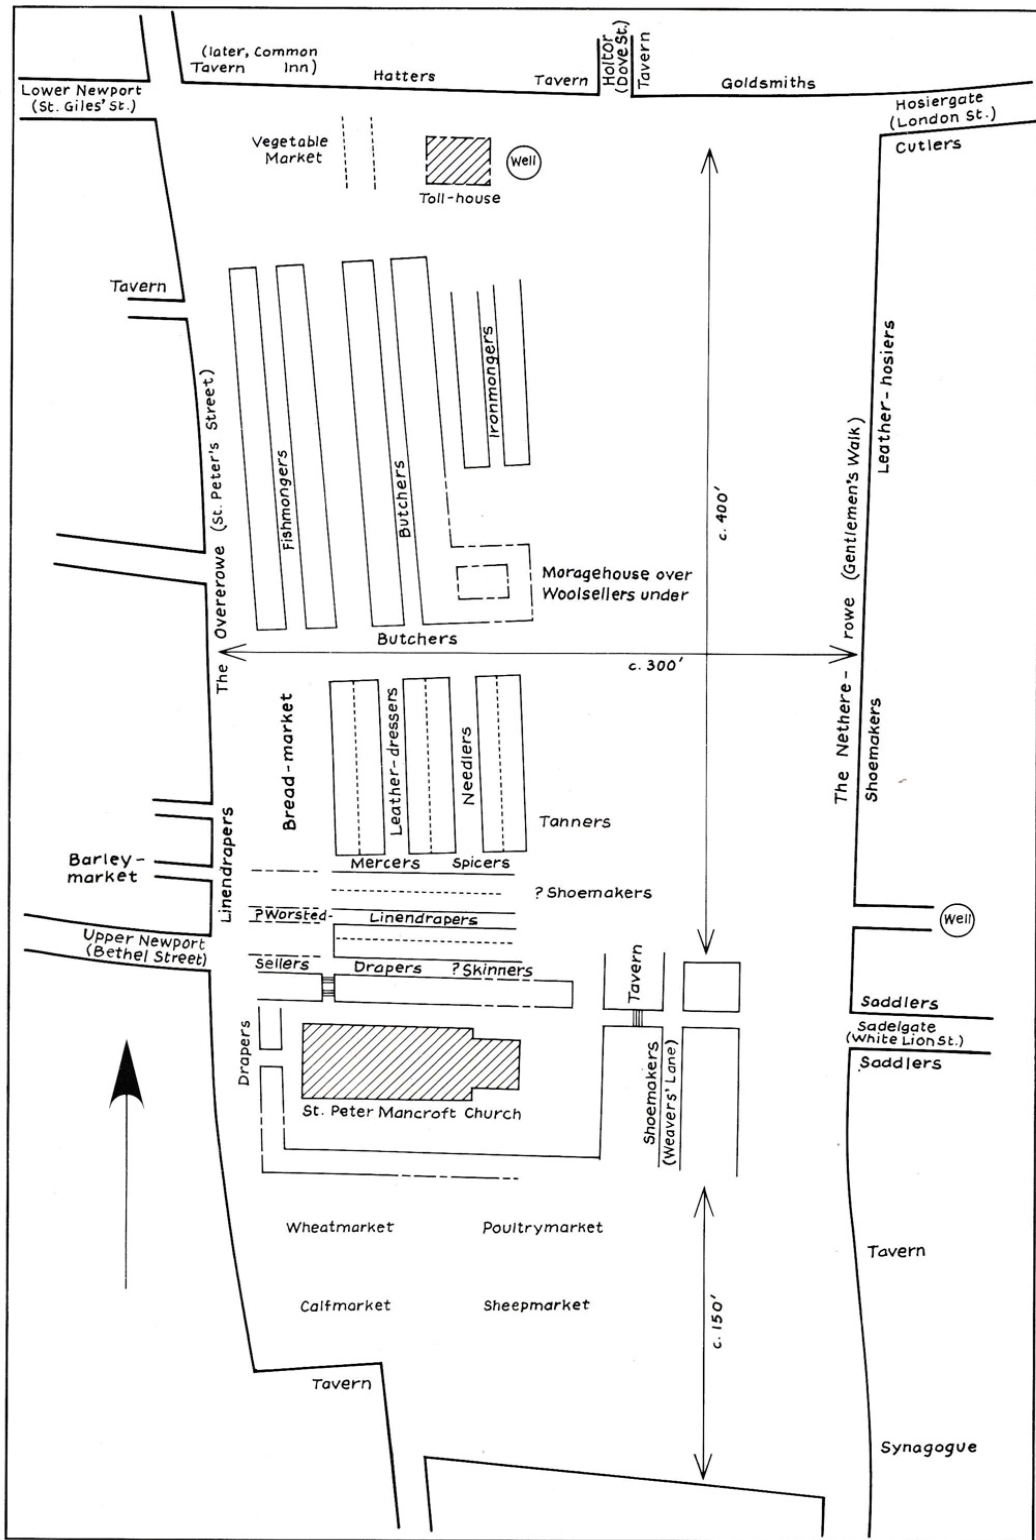 (later, Common
Tavern Inn)
Hatters
Tavern
Holtor
(Dove St.)
Tavern
Goldsmiths
Lower Newport
(St. Giles' St.)
Hosiergate
(London St.)
Cutlers
Vegetable
Market
Well
Toll-house
Tavern
Ironmongers
Leather-hosiers
The Overerowe (St. Peter's Street)
Fishmongers
Butchers
c. 400'
The Nethere-rowe (Gentlemen's Walk)
Moragehouse over
Woolsellers under
Butchers
c. 300'
Bread-market
Leather-dressers
Needlers
Shoemakers
Tanners
Linendrapers
Mercers
Spicers
Barley-
market
? Shoemakers
?Worsted-
Linendrapers
Well
Upper Newport
(Bethel Street)
Sellers
Drapers
?Skinners
Tavern
Saddlers
Sadelgate
(White Lion St.)
Saddlers
Drapers
St. Peter Mancroft Church
Shoemakers
(Weavers' Lane)
Wheatmarket
Poultrymarket
Tavern
Calfmarket
Sheepmarket
c. 150'
Tavern
Synagogue